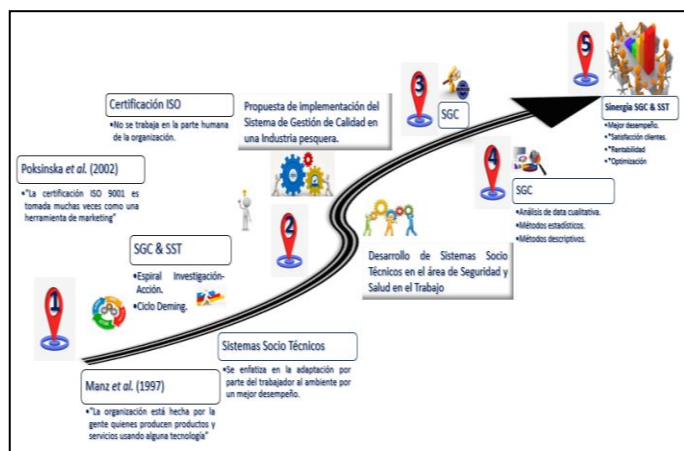 5
3
Certificación ISO
•No se trabaja en la parte humana
de la organización.
Propuesta de implementación del
Sistema de Gestión de Calidad en
una Industria pesquera.
SGC
Sinergia SGC & SST
•Mejor desempeño.
•*Satisfacción clientes.
•*Rentabilidad
•*Optimización
Poksinska et al. (2002)
•"La certificación ISO 9001 es
tomada muchas veces como una
herramienta de marketing"
4
SGC
•Análisis de data cualitativa.
•Métodos estadísticos.
•Métodos descriptivos.
2
SGC & SST
•Espiral Investigación-
Acción.
•Ciclo Deming.
Desarrollo de Sistemas Socio
Técnicos en el área de Seguridad y
Salud en el Trabajo
1
Sistemas Socio Técnicos
•Se enfatiza en la adaptación por
parte del trabajador al ambiente por
un mejor desempeño.
Manz et al. (1997)
•"La organización está hecha por la
gente quienes producen productos y
servicios usando alguna tecnología"